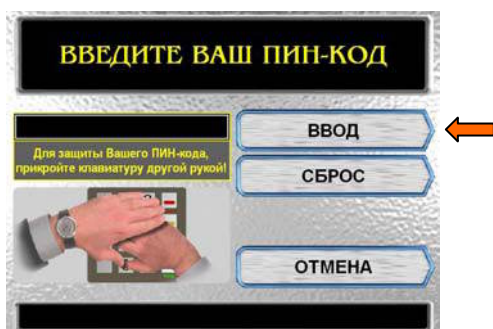 ВВЕДИТЕ ВАШ ПИН-КОД
ВВОД
Для защиты Вашего ПИН-кода,
прикройте клавиатуру другой рукой!
СБРОС
ОТМЕНА